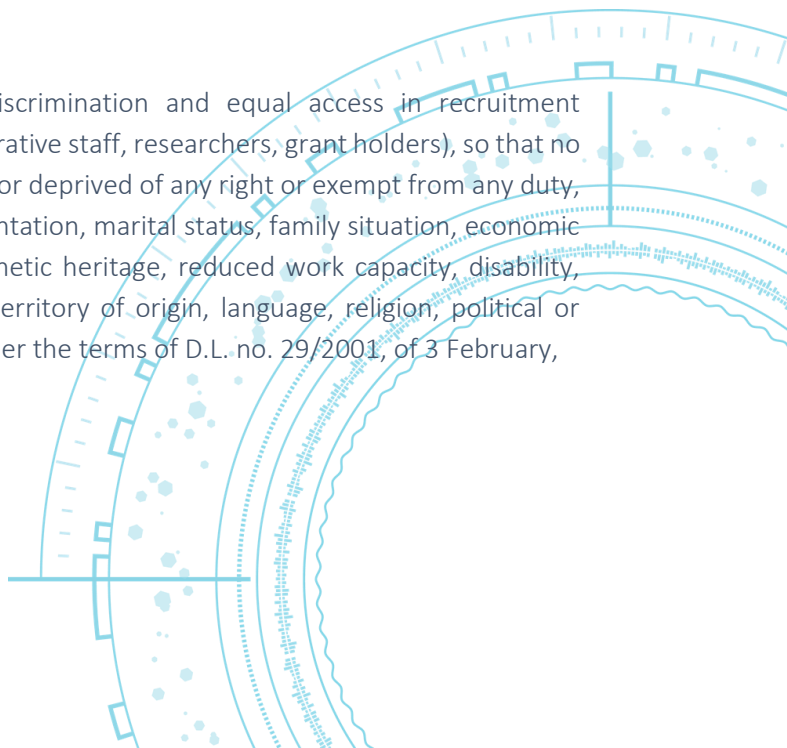 iscrimination and equal access in recruitment
rative staff, researchers, grant holders), so that no
or deprived of any right or exempt from any duty,
ntation, marital status, family situation, economic
netic heritage, reduced work capacity, disability,
erritory of origin, language, religion, political or
er the terms of D.L. no. 29/2001, of 3 February,